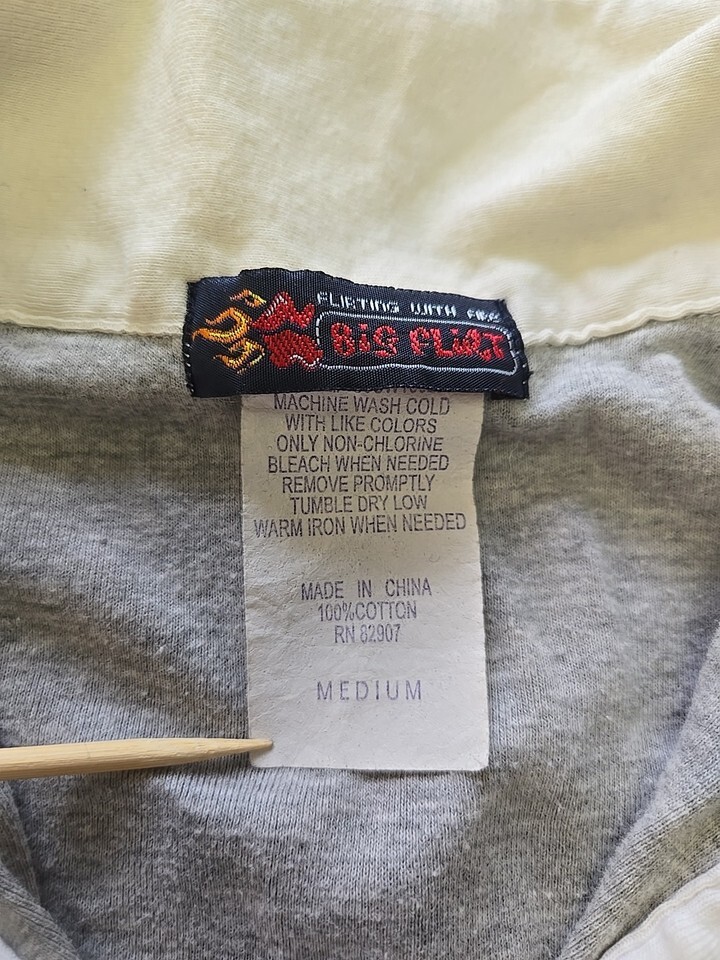 FLIRTING WITH FIRE
BIG FLIRT
MACHINE WASH COLD
WITH LIKE COLORS
ONLY NON-CHLORINE
BLEACH WHEN NEEDED
REMOVE PROMPTLY
TUMBLE DRY LOW
WARM IRON WHEN NEEDED
MADE IN CHINA
100%COTTON
RN 82907
MEDIUM